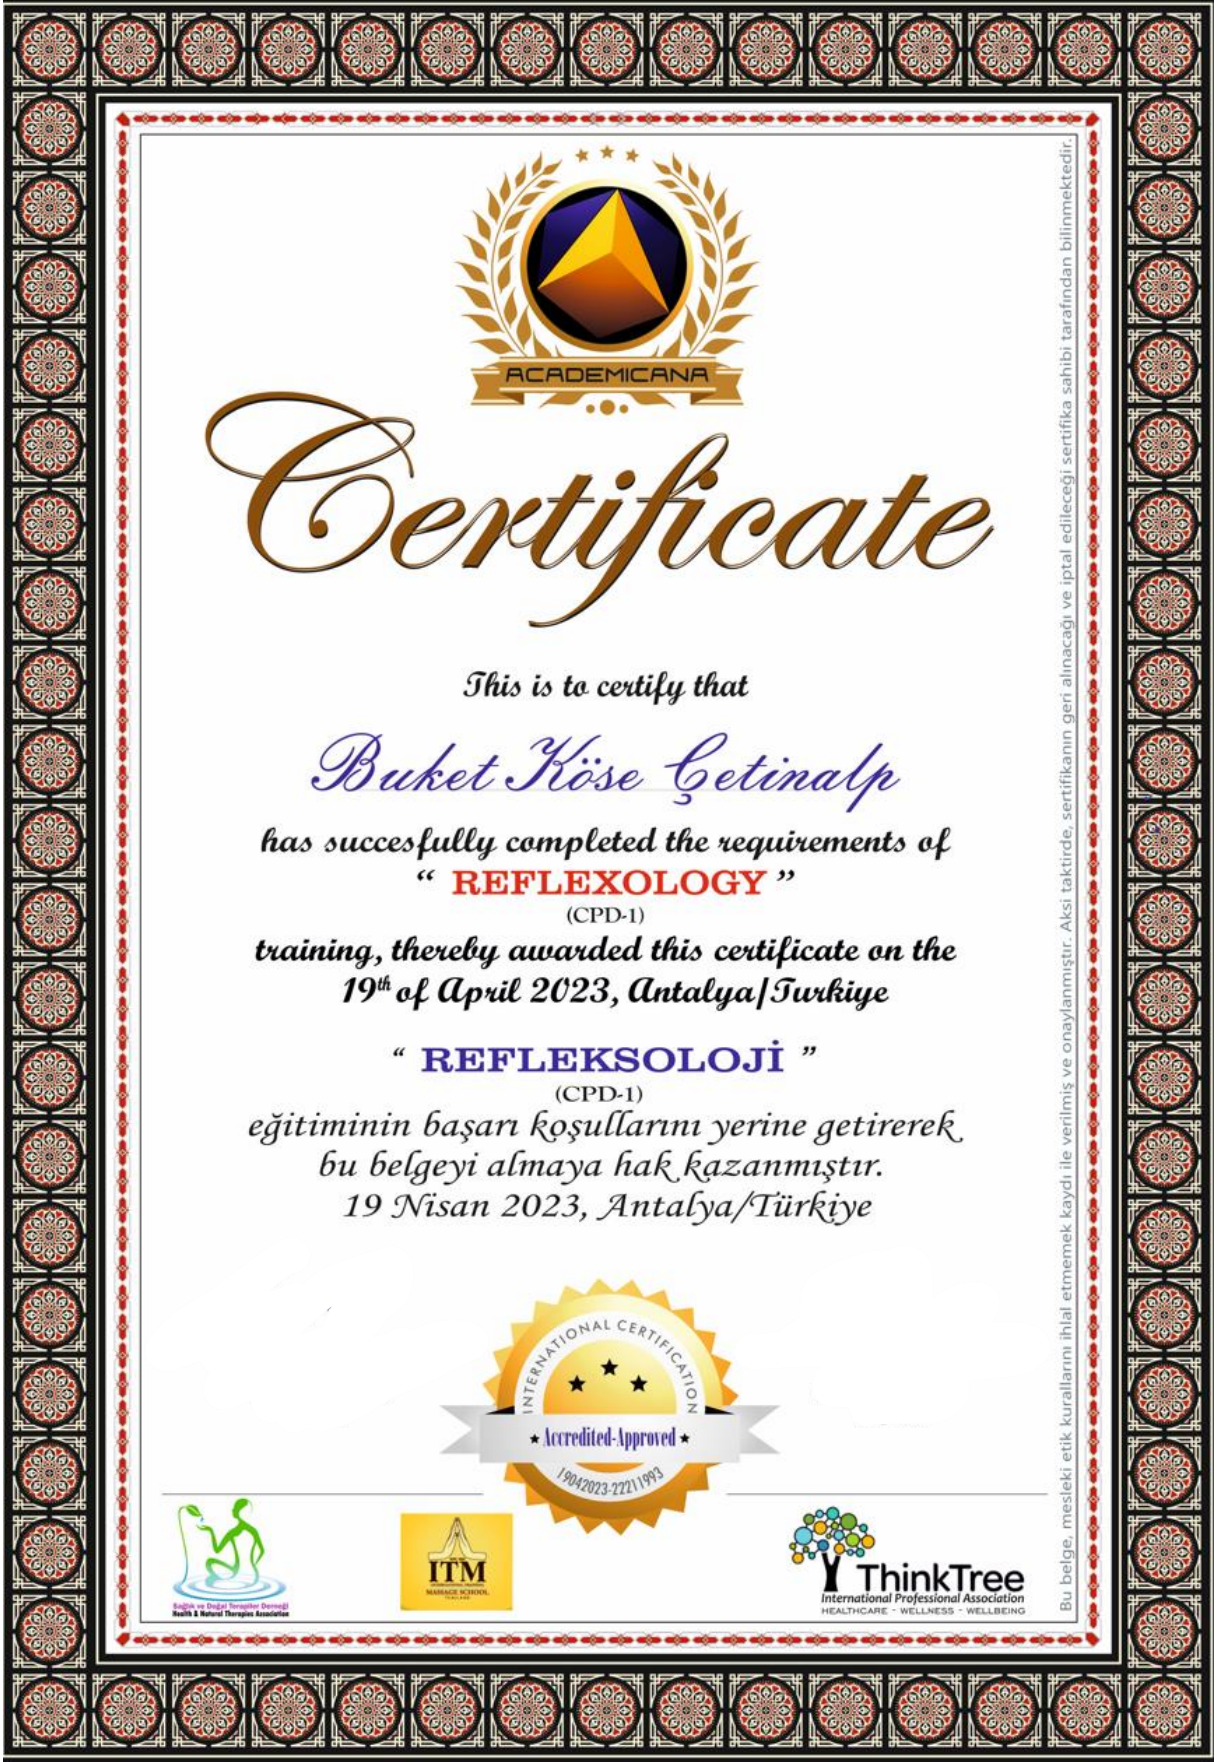 ACADEMICANA
Certificate
This is to certify that
Buket Köse Çetinalp
has succesfully completed the requirements of
“ REFLEXOLOGY ”
(CPD-1)
training, thereby awarded this certificate on the
19th of April 2023, Antalya/Turkiye
“ REFLEKSOLOJİ ”
(CPD-1)
eğitiminin başarı koşullarını yerine getirerek
bu belgeyi almaya hak kazanmıştır.
19 Nisan 2023, Antalya/Türkiye
INTERNATIONAL CERTIFICATION
Accredited-Approved
19042023-22211993
Sağlık ve Doğal Terapiler Derneği
Health & Natural Therapies Association
ITM
INTERNATIONAL TRAINING
MASSAGE SCHOOL
THAILAND
ThinkTree
International Professional Association
HEALTHCARE - WELLNESS - WELLBEING
Bu belge, mesleki etik kurallarını ihlal etmemek kaydı ile verilmiş ve onaylanmıştır. Aksi taktirde, sertifikanın geri alınacağı ve iptal edileceği sertifika sahibi tarafından bilinmektedir.